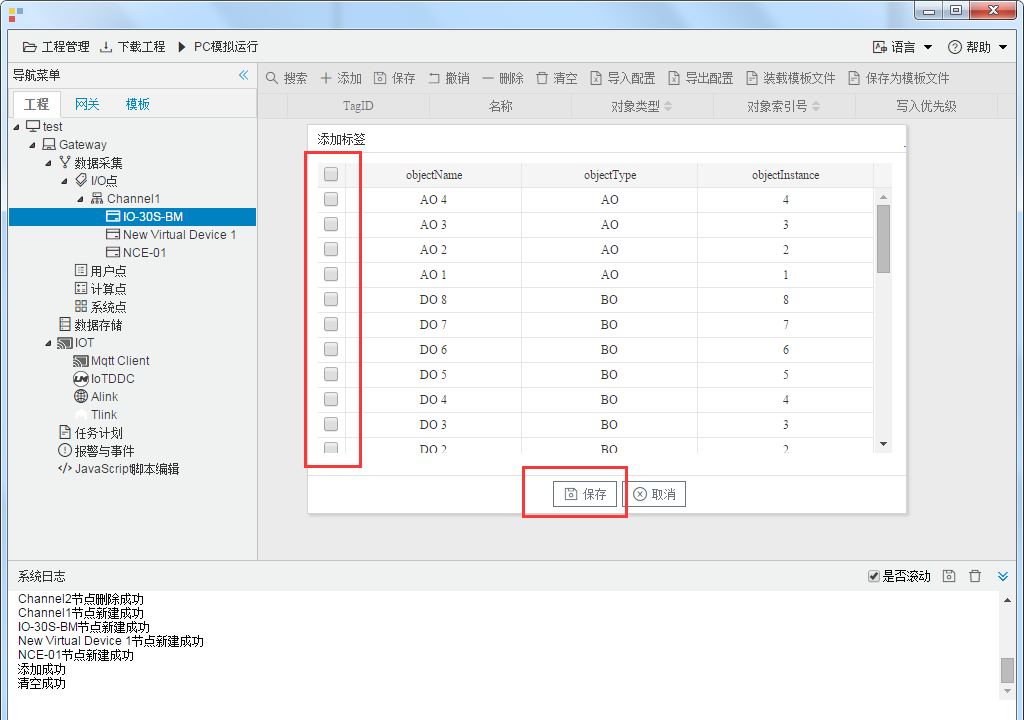 工程管理 下载工程 PC模拟运行 语言 帮助
导航菜单
搜索 添加 保存 撤销 删除 清空 导入配置 导出配置 装载模板文件 保存为模板文件
工程 网关 模板
TagID 名称 对象类型 对象索引号 写入优先级
test
Gateway
数据采集
I/O点
Channel1
IO-30S-BM
New Virtual Device 1
NCE-01
用户点
计算点
系统点
数据存储
IOT
Mqtt Client
IoTDDC
Alink
Tlink
任务计划
报警与事件
JavaScript脚本编辑
添加标签
objectName objectType objectInstance
AO 4 AO 4
AO 3 AO 3
AO 2 AO 2
AO 1 AO 1
DO 8 BO 8
DO 7 BO 7
DO 6 BO 6
DO 5 BO 5
DO 4 BO 4
DO 3 BO 3
DO 2 BO 2
保存 取消
系统日志 是否滚动
Channel2节点删除成功
Channel1节点新建成功
IO-30S-BM节点新建成功
New Virtual Device 1节点新建成功
NCE-01节点新建成功
添加成功
清空成功